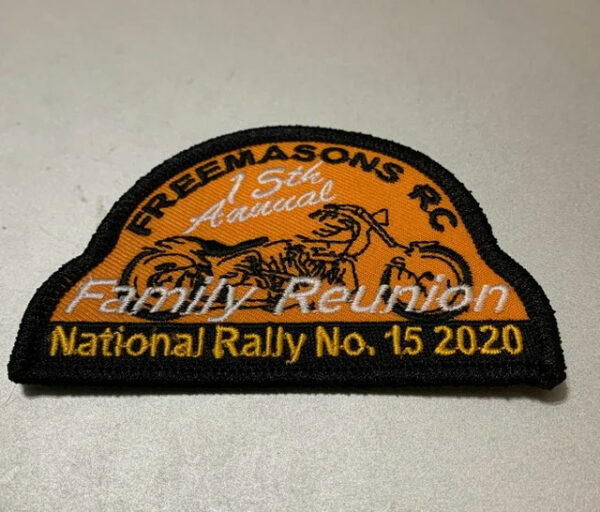 FREEMASONS RC
15th
Annual
Family Reunion
National Rally No. 15 2020